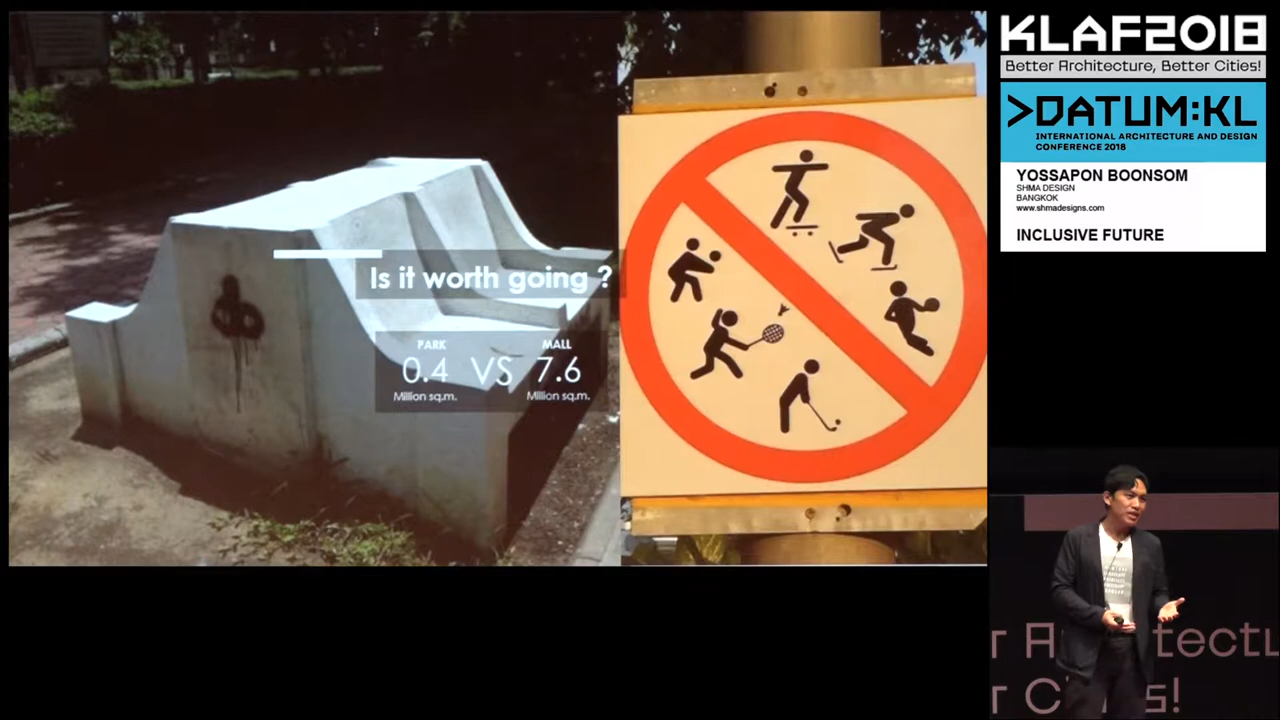 Is it worth going ?
PARK
0.4
Million sq.m.
VS
MALL
7.6
Million sq.m.
KLAF2018
Better Architecture, Better Cities!
>DATUM:KL
INTERNATIONAL ARCHITECTURE AND DESIGN
CONFERENCE 2018
YOSSAPON BOONSOM
SHMA DESIGN
BANGKOK
www.shmadesigns.com
INCLUSIVE FUTURE